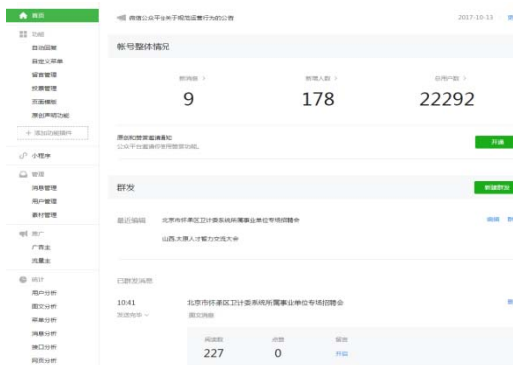 首页
功能
自动回复
自定义菜单
留言管理
投票管理
页面模板
原创声明功能
+ 添加功能插件
小程序
管理
消息管理
用户管理
素材管理
推广
广告主
流量主
统计
用户分析
图文分析
菜单分析
消息分析
接口分析
网页分析
微信公众平台关于规范运营行为的公告
2017-10-13
帐号整体情况
新消息 >
新增人数 >
总用户数 >
9
178
22292
原创和赞赏邀请通知
公众平台邀请你使用赞赏功能。
开通
群发
新建群发
最近编辑
北京市怀柔区卫计委系统所属事业单位专场招聘会
编辑
山西.太原人才智力交流大会
已群发消息
10:41
北京市怀柔区卫计委系统所属事业单位专场招聘会
发送完毕
图文消息
阅读数
点赞
留言
227
0
开启